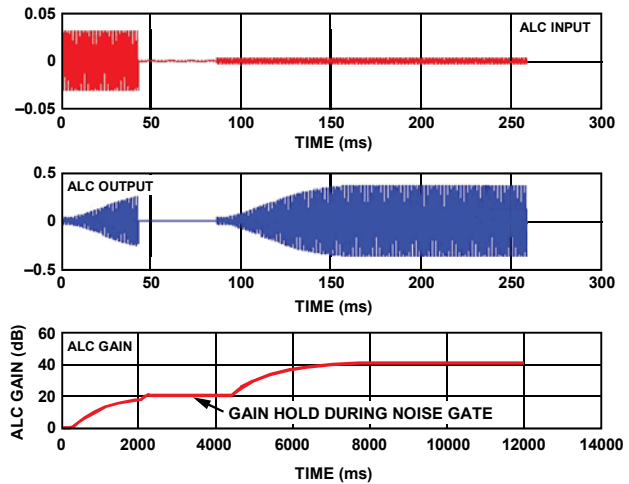 0.05
ALC INPUT
0
–0.05
0 50 100 150 200 250 300
TIME (ms)
0.5
ALC OUTPUT
0
–0.5
0 50 100 150 200 250 300
TIME (ms)
60
ALC GAIN
40
20
0
ALC GAIN (dB)
GAIN HOLD DURING NOISE GATE
0 2000 4000 6000 8000 10000 12000 14000
TIME (ms)